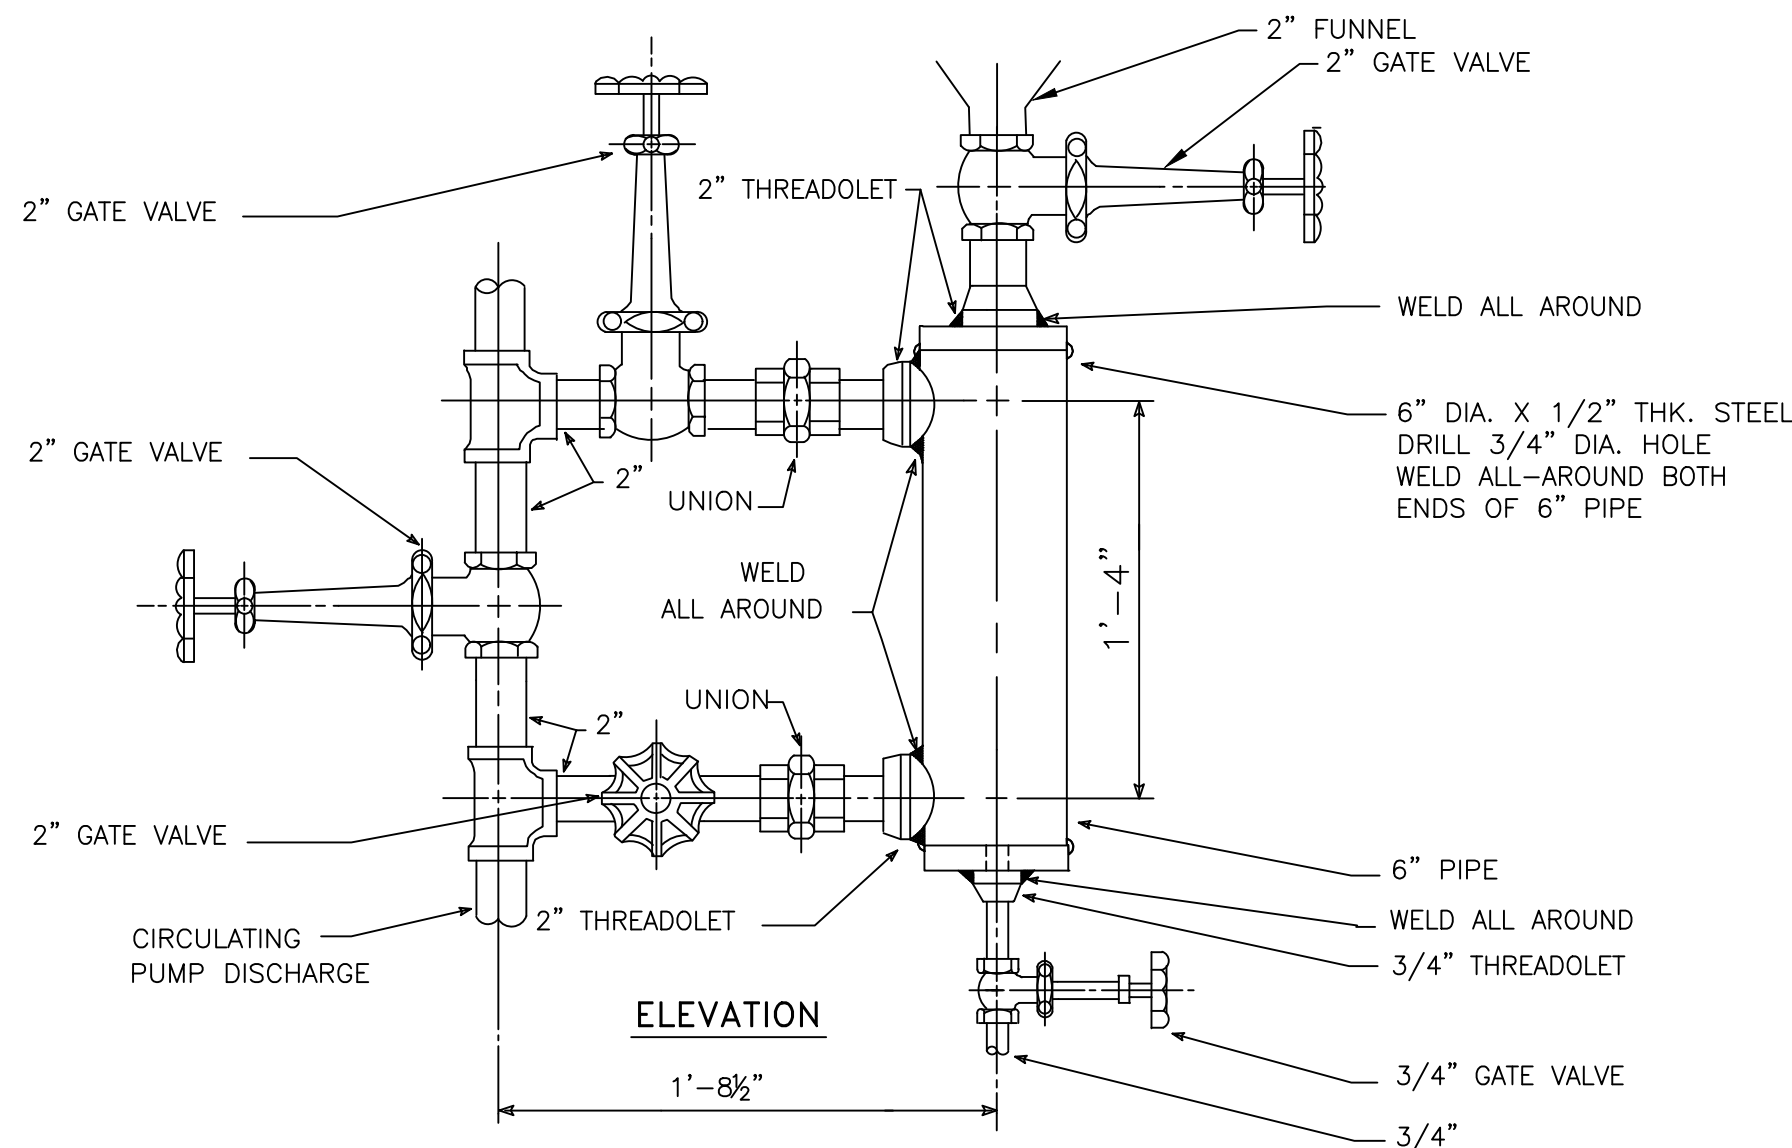 2” FUNNEL
2” GATE VALVE
2” THREADOLET
2” GATE VALVE
WELD ALL AROUND
6” DIA. X 1/2” THK. STEEL
DRILL 3/4” DIA. HOLE
WELD ALL-AROUND BOTH
ENDS OF 6” PIPE
2” GATE VALVE
2”
UNION
WELD
ALL AROUND
1’-4”
UNION
2”
2” GATE VALVE
6” PIPE
2” THREADOLET
WELD ALL AROUND
CIRCULATING
PUMP DISCHARGE
3/4” THREADOLET
ELEVATION
3/4” GATE VALVE
1’-8½”
3/4”